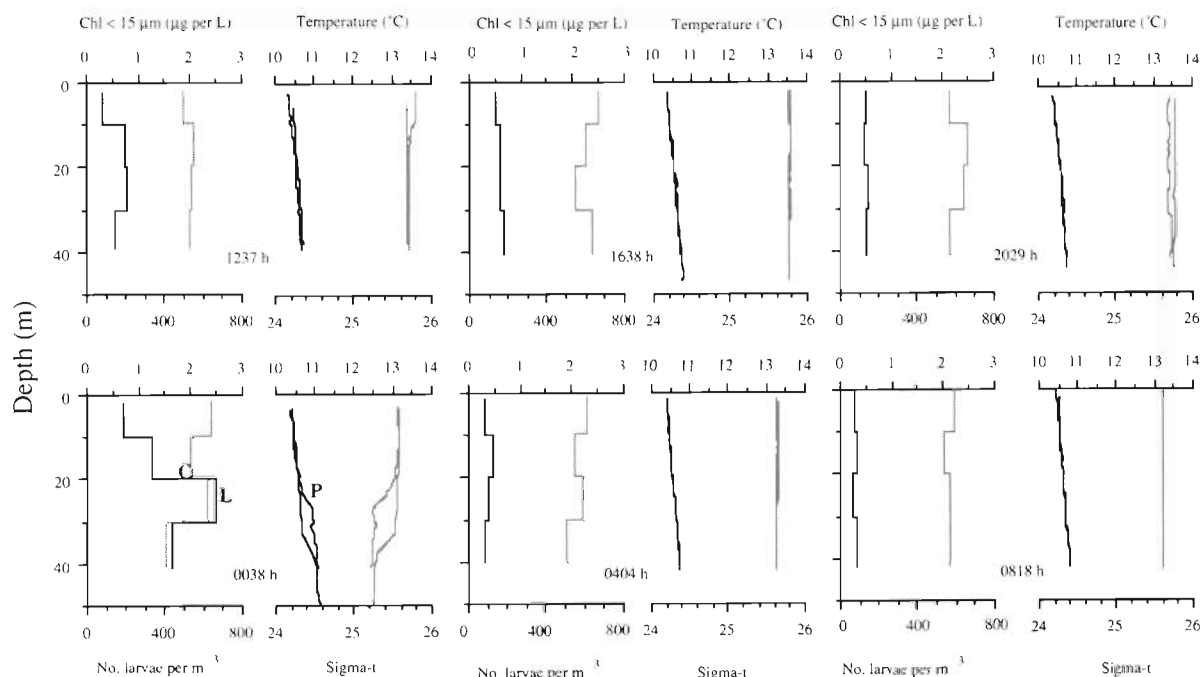 Chl < 15 μm (μg per L) Temperature (°C) Chl < 15 μm (μg per L) Temperature (°C) Chl < 15 μm (μg per L) Temperature (°C)
0 1 2 3 10 11 12 13 14 0 1 2 3 10 11 12 13 14 0 1 2 3 10 11 12 13 14
0
20
40
1237 h 1638 h 2029 h
0 400 800 24 25 26 0 400 800 24 25 26 0 400 800 24 25 26
Depth (m)
0 1 2 3 10 11 12 13 14 0 1 2 3 10 11 12 13 14 0 1 2 3 10 11 12 13 14
0
20
40
C
L
P
0038 h 0404 h 0818 h
0 400 800 24 25 26 0 400 800 24 25 26 0 400 800 24 25 26
No. larvae per m³ Sigma-t No. larvae per m³ Sigma-t No. larvae per m³ Sigma-t